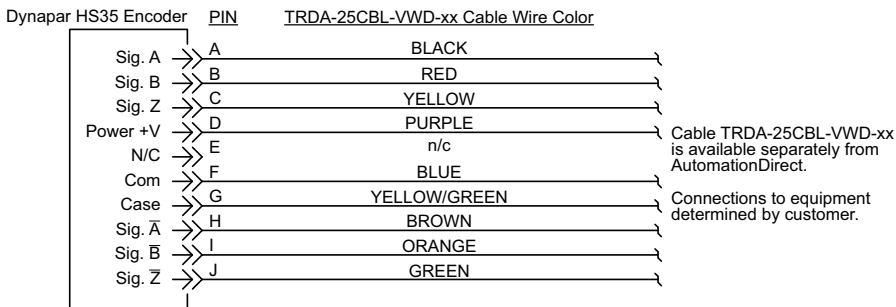 Dynapar HS35 Encoder PIN TRDA-25CBL-VWD-xx Cable Wire Color
Sig. A A BLACK
Sig. B B RED
Sig. Z C YELLOW
Power +V D PURPLE
N/C E n/c
Com F BLUE
Case G YELLOW/GREEN
Sig. A̅ H BROWN
Sig. B̅ I ORANGE
Sig. Z̅ J GREEN
Cable TRDA-25CBL-VWD-xx
is available separately from
AutomationDirect.
Connections to equipment
determined by customer.